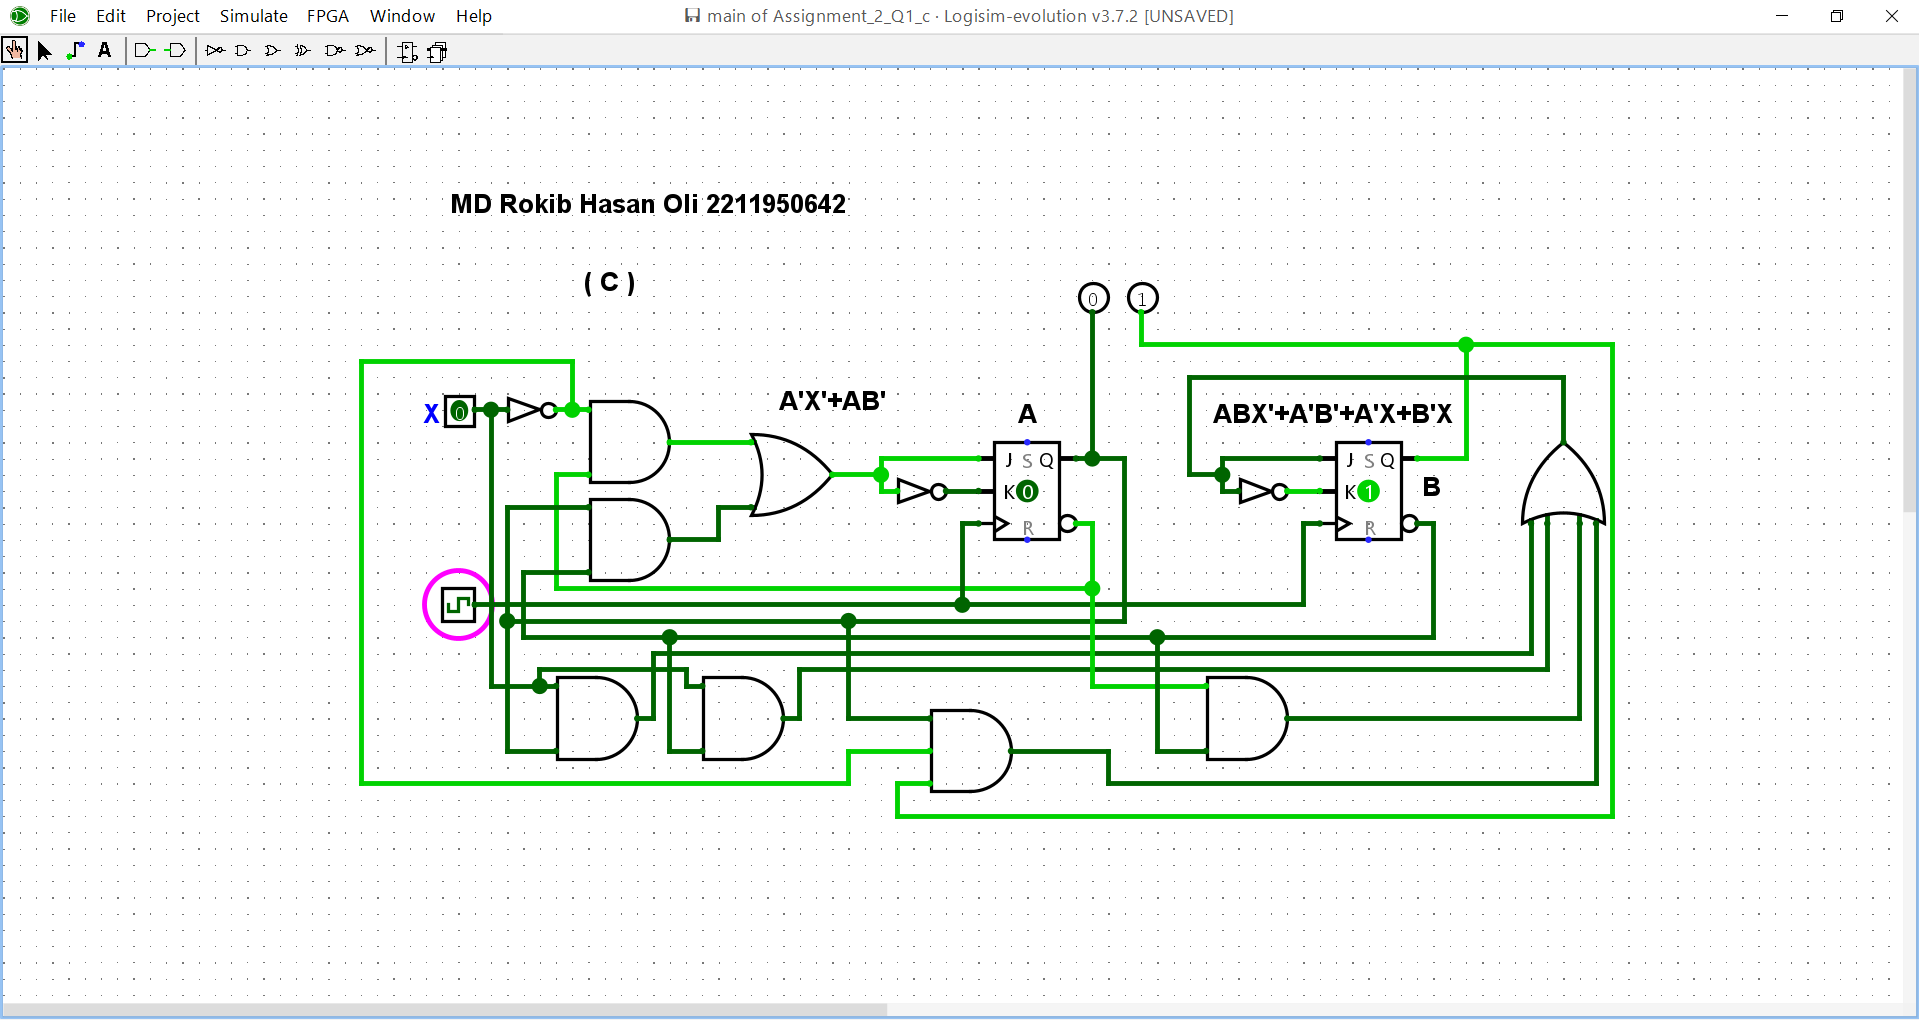 File Edit Project Simulate FPGA Window Help
main of Assignment_2_Q1_c · Logisim-evolution v3.7.2 [UNSAVED]
A
MD Rokib Hasan Oli 2211950642
( C )
0 1
X 0
A'X'+AB'
A
ABX'+A'B'+A'X+B'X
J S Q
K 0
R
J S Q
K 1
R
B